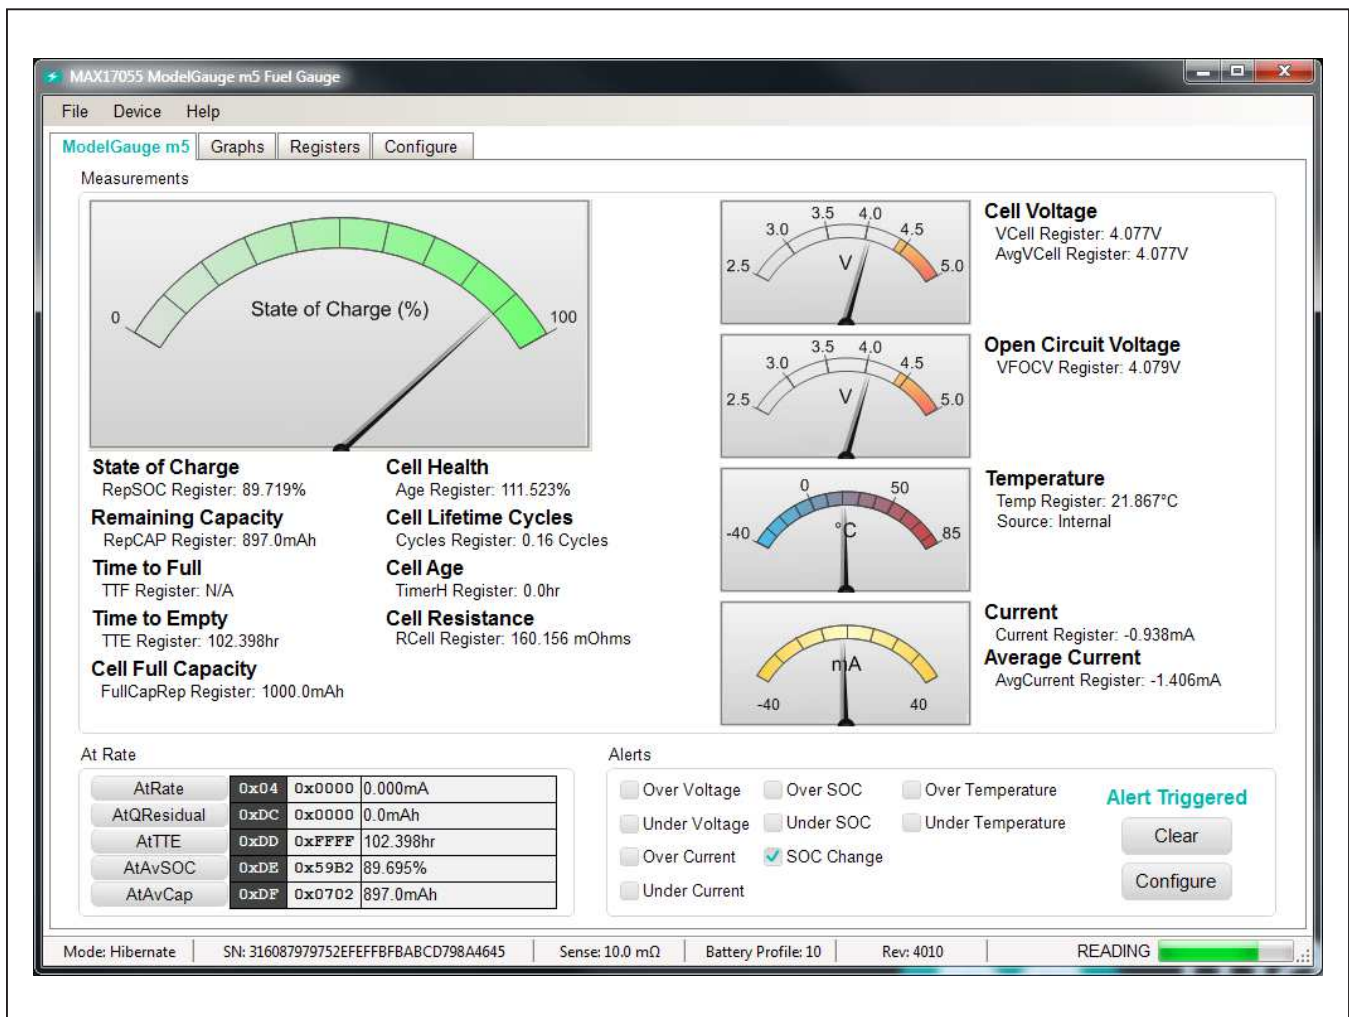 MAX17055 ModelGauge m5 Fuel Gauge
File Device Help
ModelGauge m5 Graphs Registers Configure
Measurements
0
State of Charge (%)
100
State of Charge
RepSOC Register: 89.719%
Remaining Capacity
RepCAP Register: 897.0mAh
Time to Full
TTF Register: N/A
Time to Empty
TTE Register: 102.398hr
Cell Full Capacity
FullCapRep Register: 1000.0mAh
Cell Health
Age Register: 111.523%
Cell Lifetime Cycles
Cycles Register: 0.16 Cycles
Cell Age
TimerH Register: 0.0hr
Cell Resistance
RCell Register: 160.156 mOhms
2.5 3.0 3.5 4.0 4.5 5.0
V
Cell Voltage
VCell Register: 4.077V
AvgVCell Register: 4.077V
2.5 3.0 3.5 4.0 4.5 5.0
V
Open Circuit Voltage
VFOCV Register: 4.079V
-40 0 50 85
°C
Temperature
Temp Register: 21.867°C
Source: Internal
mA
-40 40
Current
Current Register: -0.938mA
Average Current
AvgCurrent Register: -1.406mA
At Rate
AtRate 0x04 0x0000 0.000mA
AtQResidual 0xDC 0x0000 0.0mAh
AtTTE 0xDD 0xFFFF 102.398hr
AtAvSOC 0xDE 0x59B2 89.695%
AtAvCap 0xDF 0x0702 897.0mAh
Alerts
Over Voltage Over SOC Over Temperature
Under Voltage Under SOC Under Temperature
Over Current SOC Change
Under Current
Alert Triggered
Clear
Configure
Mode: Hibernate SN: 316087979752EFEFFBFBABCD798A4645 Sense: 10.0 mΩ Battery Profile: 10 Rev: 4010 READING